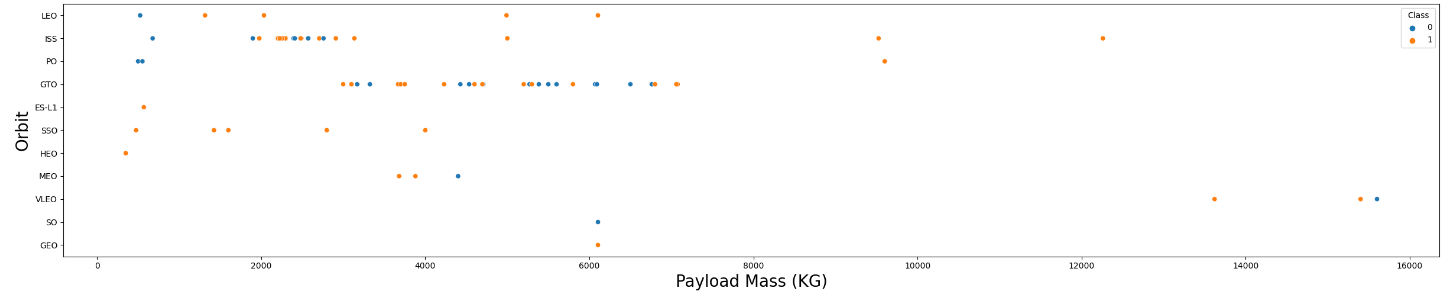 Class
0
1
Orbit
LEO
ISS
PO
GTO
ES-L1
SSO
HEO
MEO
VLEO
SO
GEO
0 2000 4000 6000 8000 10000 12000 14000 16000
Payload Mass (KG)